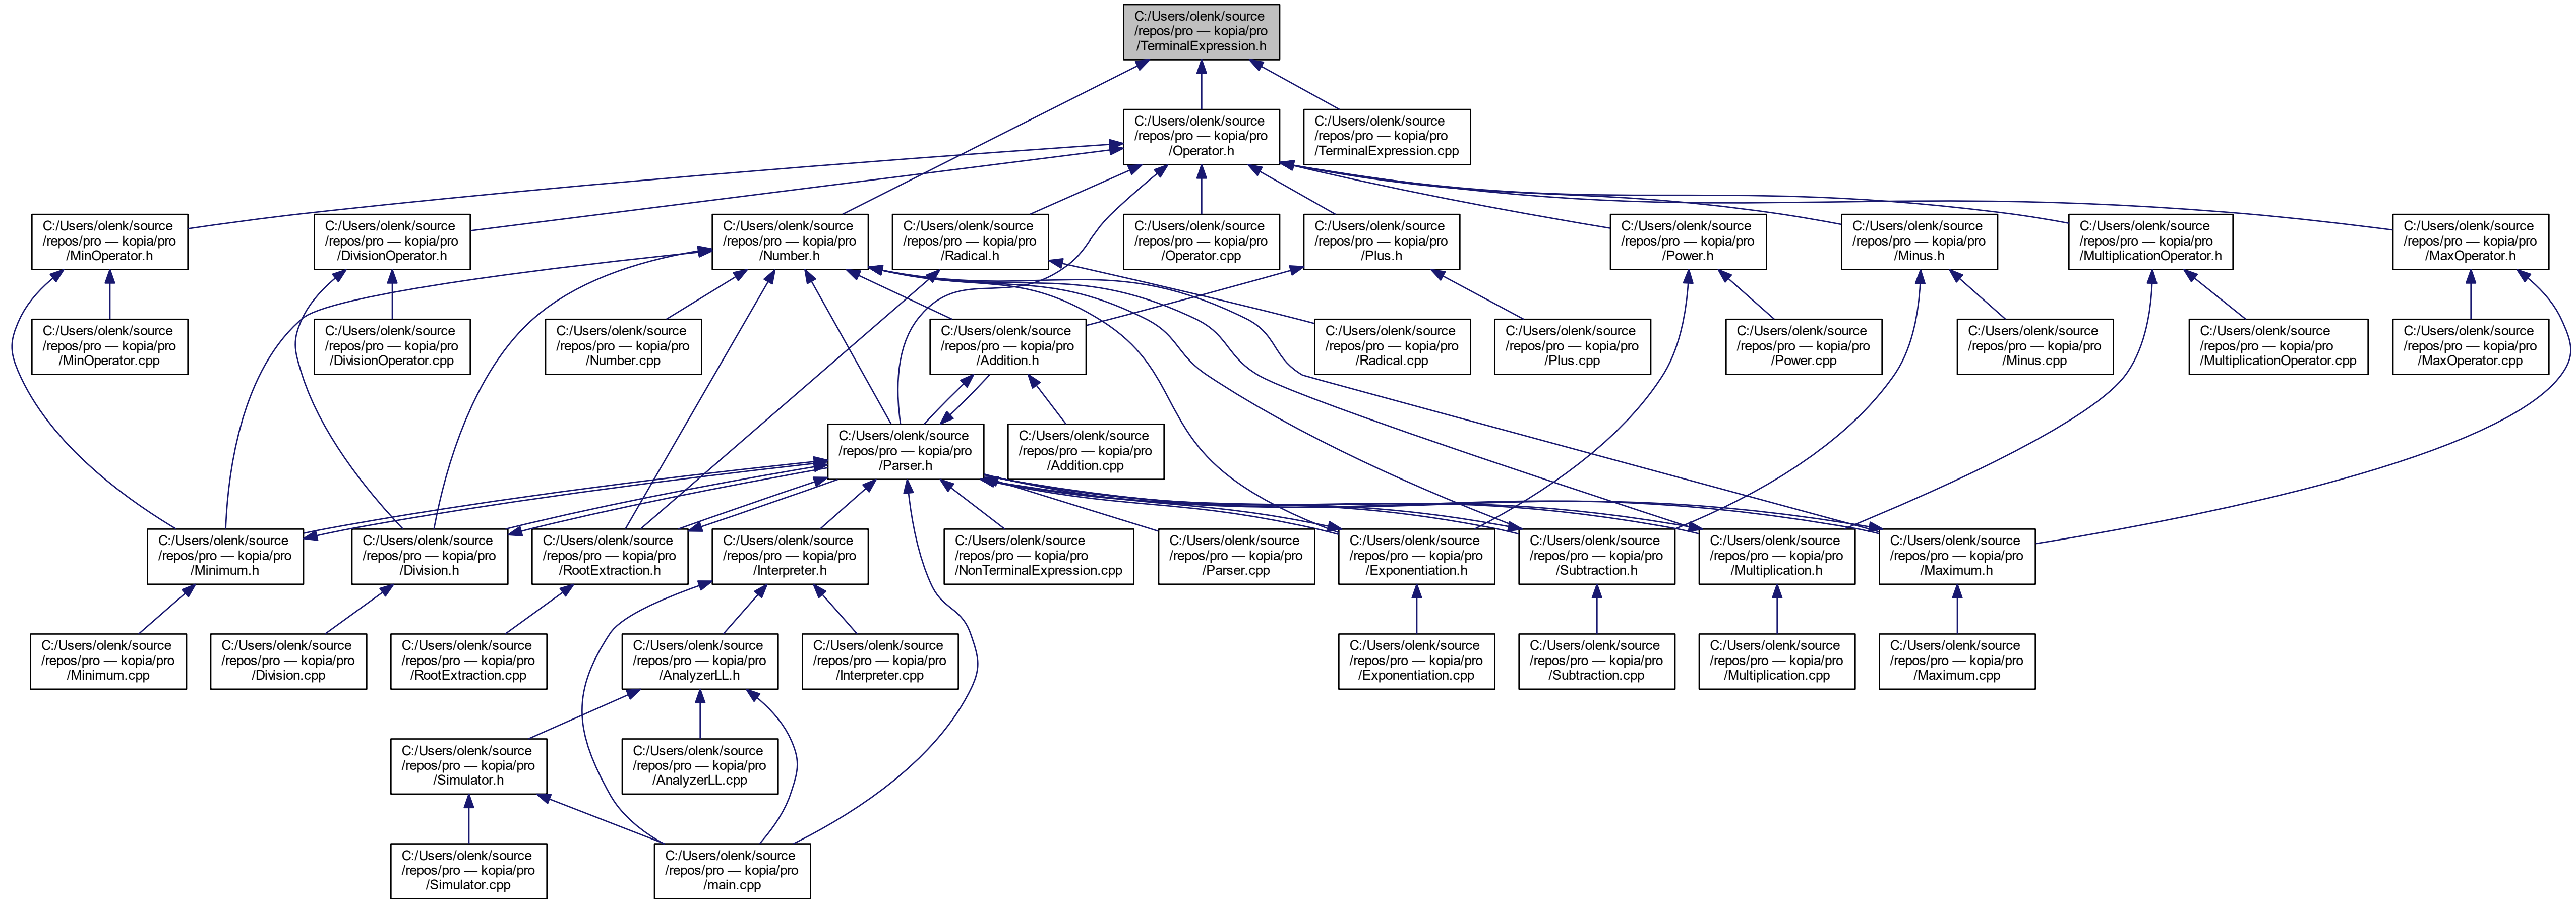 C:/Users/olenk/source
/repos/pro — kopia/pro
/TerminalExpression.h
C:/Users/olenk/source
/repos/pro — kopia/pro
/Operator.h
C:/Users/olenk/source
/repos/pro — kopia/pro
/TerminalExpression.cpp
C:/Users/olenk/source
/repos/pro — kopia/pro
/MinOperator.h
C:/Users/olenk/source
/repos/pro — kopia/pro
/DivisionOperator.h
C:/Users/olenk/source
/repos/pro — kopia/pro
/Number.h
C:/Users/olenk/source
/repos/pro — kopia/pro
/Radical.h
C:/Users/olenk/source
/repos/pro — kopia/pro
/Operator.cpp
C:/Users/olenk/source
/repos/pro — kopia/pro
/Plus.h
C:/Users/olenk/source
/repos/pro — kopia/pro
/Power.h
C:/Users/olenk/source
/repos/pro — kopia/pro
/Minus.h
C:/Users/olenk/source
/repos/pro — kopia/pro
/MultiplicationOperator.h
C:/Users/olenk/source
/repos/pro — kopia/pro
/MaxOperator.h
C:/Users/olenk/source
/repos/pro — kopia/pro
/MinOperator.cpp
C:/Users/olenk/source
/repos/pro — kopia/pro
/DivisionOperator.cpp
C:/Users/olenk/source
/repos/pro — kopia/pro
/Number.cpp
C:/Users/olenk/source
/repos/pro — kopia/pro
/Addition.h
C:/Users/olenk/source
/repos/pro — kopia/pro
/Radical.cpp
C:/Users/olenk/source
/repos/pro — kopia/pro
/Plus.cpp
C:/Users/olenk/source
/repos/pro — kopia/pro
/Power.cpp
C:/Users/olenk/source
/repos/pro — kopia/pro
/Minus.cpp
C:/Users/olenk/source
/repos/pro — kopia/pro
/MultiplicationOperator.cpp
C:/Users/olenk/source
/repos/pro — kopia/pro
/MaxOperator.cpp
C:/Users/olenk/source
/repos/pro — kopia/pro
/Parser.h
C:/Users/olenk/source
/repos/pro — kopia/pro
/Addition.cpp
C:/Users/olenk/source
/repos/pro — kopia/pro
/Minimum.h
C:/Users/olenk/source
/repos/pro — kopia/pro
/Division.h
C:/Users/olenk/source
/repos/pro — kopia/pro
/RootExtraction.h
C:/Users/olenk/source
/repos/pro — kopia/pro
/Interpreter.h
C:/Users/olenk/source
/repos/pro — kopia/pro
/NonTerminalExpression.cpp
C:/Users/olenk/source
/repos/pro — kopia/pro
/Parser.cpp
C:/Users/olenk/source
/repos/pro — kopia/pro
/Exponentiation.h
C:/Users/olenk/source
/repos/pro — kopia/pro
/Subtraction.h
C:/Users/olenk/source
/repos/pro — kopia/pro
/Multiplication.h
C:/Users/olenk/source
/repos/pro — kopia/pro
/Maximum.h
C:/Users/olenk/source
/repos/pro — kopia/pro
/Minimum.cpp
C:/Users/olenk/source
/repos/pro — kopia/pro
/Division.cpp
C:/Users/olenk/source
/repos/pro — kopia/pro
/RootExtraction.cpp
C:/Users/olenk/source
/repos/pro — kopia/pro
/AnalyzerLL.h
C:/Users/olenk/source
/repos/pro — kopia/pro
/Interpreter.cpp
C:/Users/olenk/source
/repos/pro — kopia/pro
/Exponentiation.cpp
C:/Users/olenk/source
/repos/pro — kopia/pro
/Subtraction.cpp
C:/Users/olenk/source
/repos/pro — kopia/pro
/Multiplication.cpp
C:/Users/olenk/source
/repos/pro — kopia/pro
/Maximum.cpp
C:/Users/olenk/source
/repos/pro — kopia/pro
/Simulator.h
C:/Users/olenk/source
/repos/pro — kopia/pro
/AnalyzerLL.cpp
C:/Users/olenk/source
/repos/pro — kopia/pro
/Simulator.cpp
C:/Users/olenk/source
/repos/pro — kopia/pro
/main.cpp